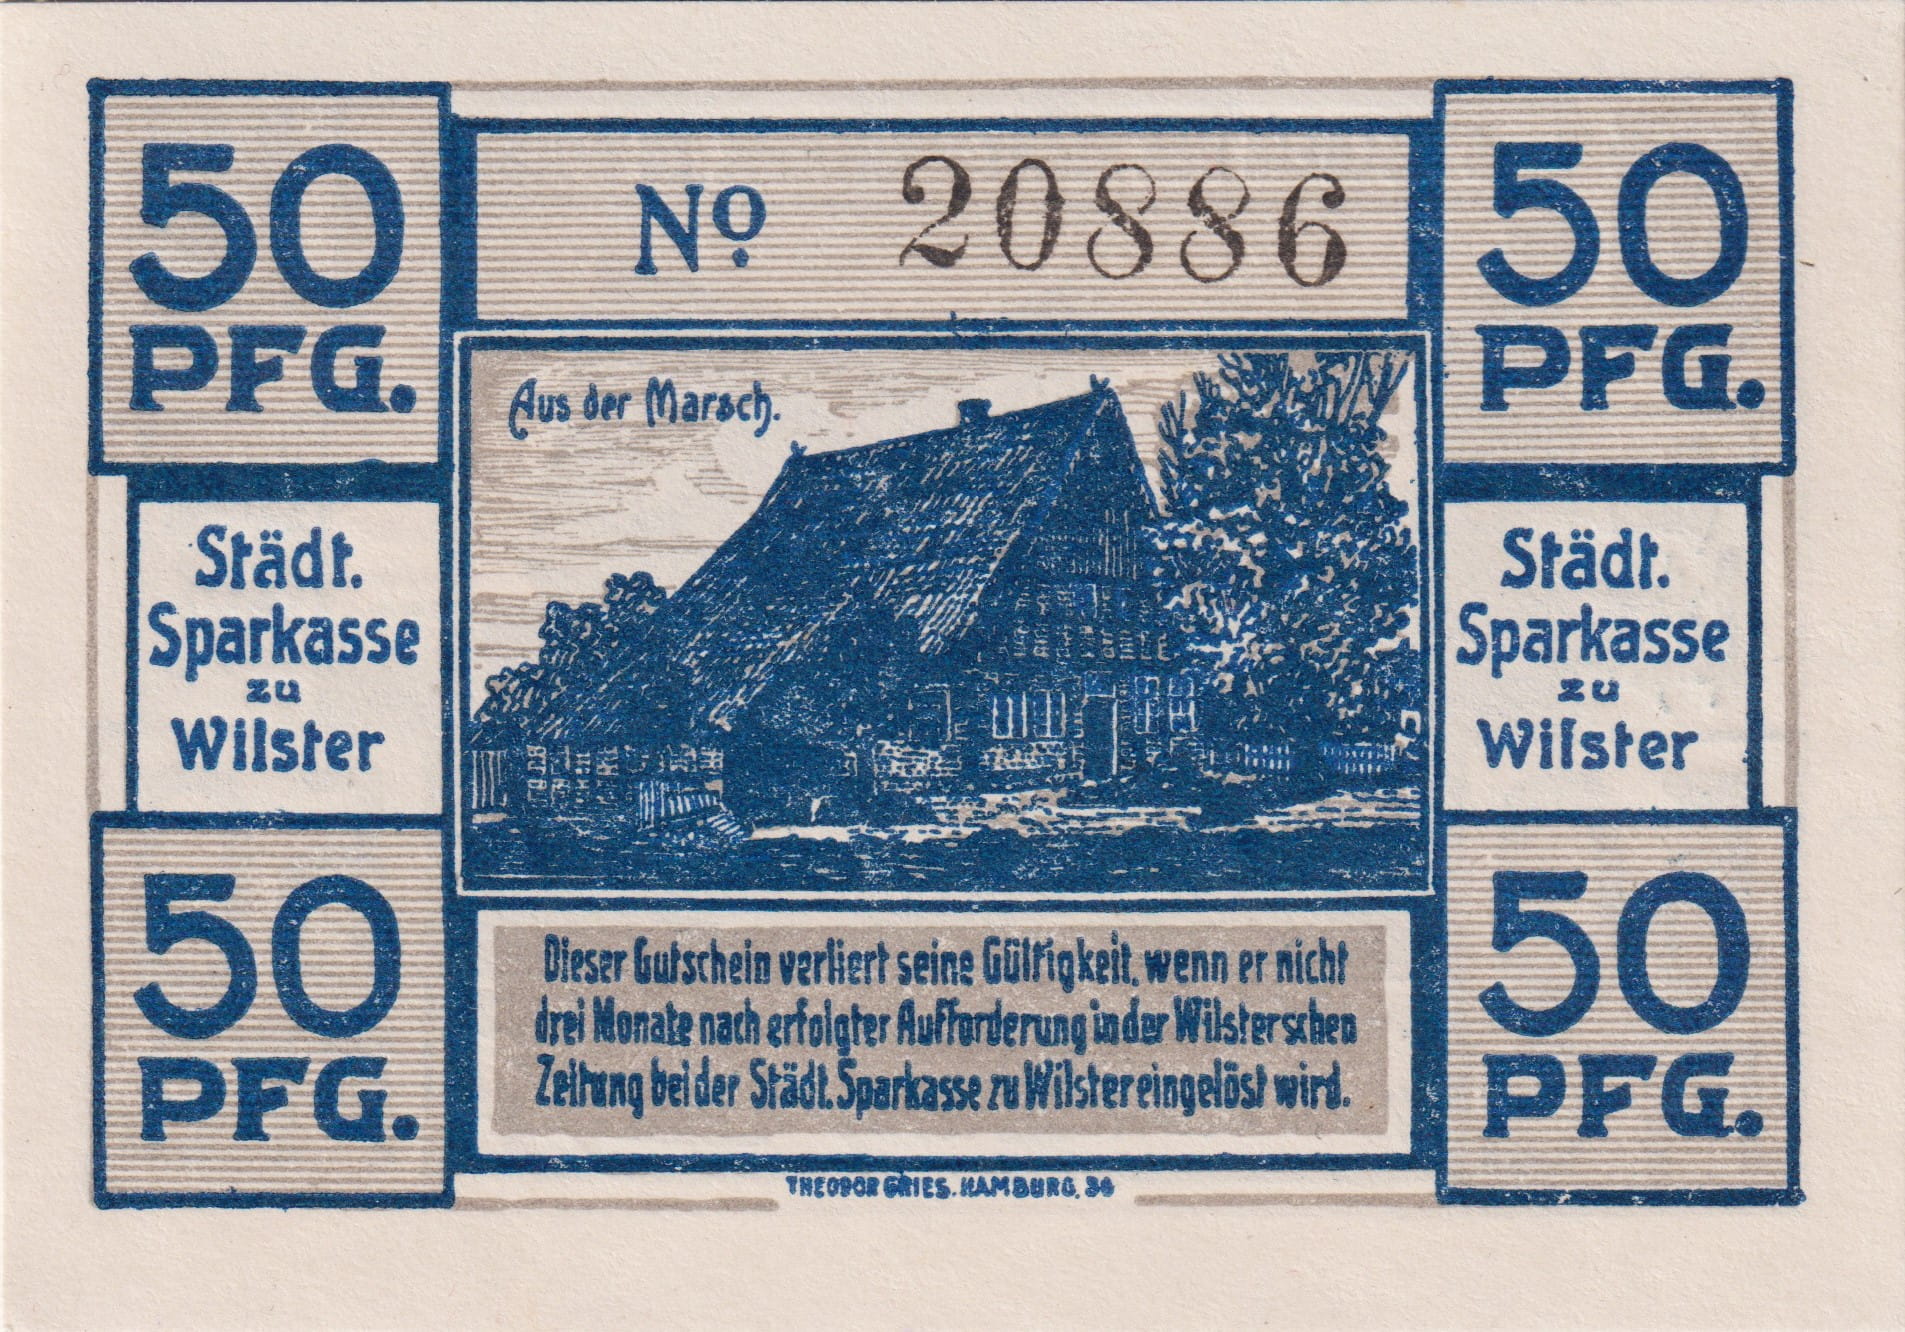 50
PFG.
Nº 20886
50
PFG.
Aus der Marsch.
Städt.
Sparkasse
zu
Wilster
Städt.
Sparkasse
zu
Wilster
50
PFG.
50
PFG.
Dieser Gutschein verliert seine Gültigkeit, wenn er nicht
drei Monate nach erfolgter Aufforderung in der Wilsterschen
Zeitung bei der Städt. Sparkasse zu Wilster eingelöst wird.
THEODOR GRIES. HAMBURG, 36